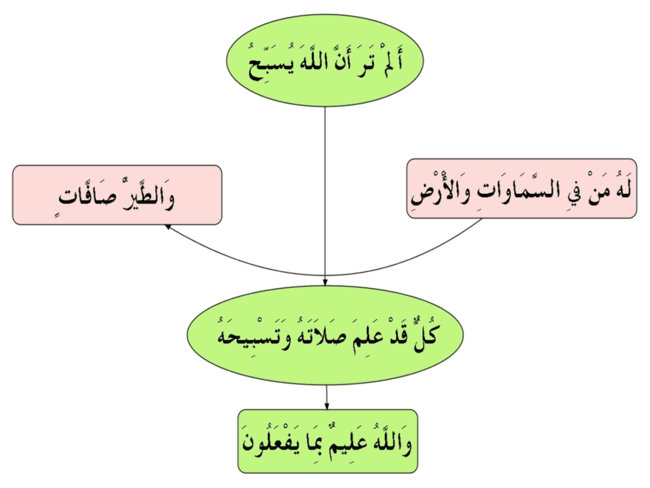 أَلَمْ تَرَ أَنَّ اللَّهَ يُسَبِّحُ
لَهُ مَنْ فِي السَّمَاوَاتِ وَالْأَرْضِ
وَالطَّيْرُ صَافَّاتٍ
كُلٌّ قَدْ عَلِمَ صَلَاتَهُ وَتَسْبِيحَهُ
وَاللَّهُ عَلِيمٌ بِمَا يَفْعَلُونَ